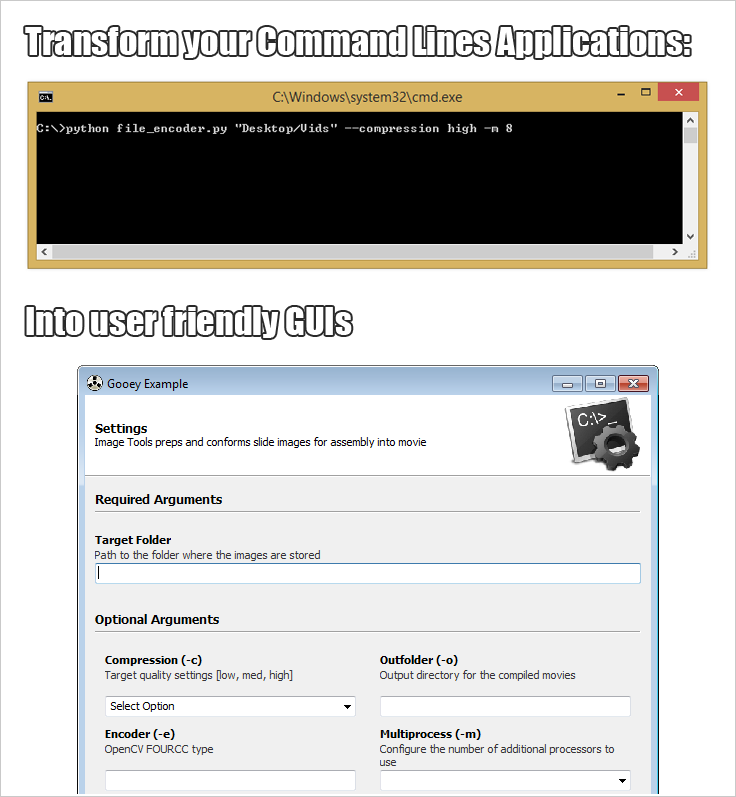 Transform your Command Lines Applications:
C:\Windows\system32\cmd.exe
C:\>python file_encoder.py "Desktop/Vids" --compression high -m 8
Into user friendly GUIs
Gooey Example
Settings
Image Tools preps and conforms slide images for assembly into movie
C:\>_
Required Arguments
Target Folder
Path to the folder where the images are stored
Optional Arguments
Compression (-c)
Target quality settings [low, med, high]
Select Option
Outfolder (-o)
Output directory for the compiled movies
Encoder (-e)
OpenCV FOURCC type
Multiprocess (-m)
Configure the number of additional processors to
use